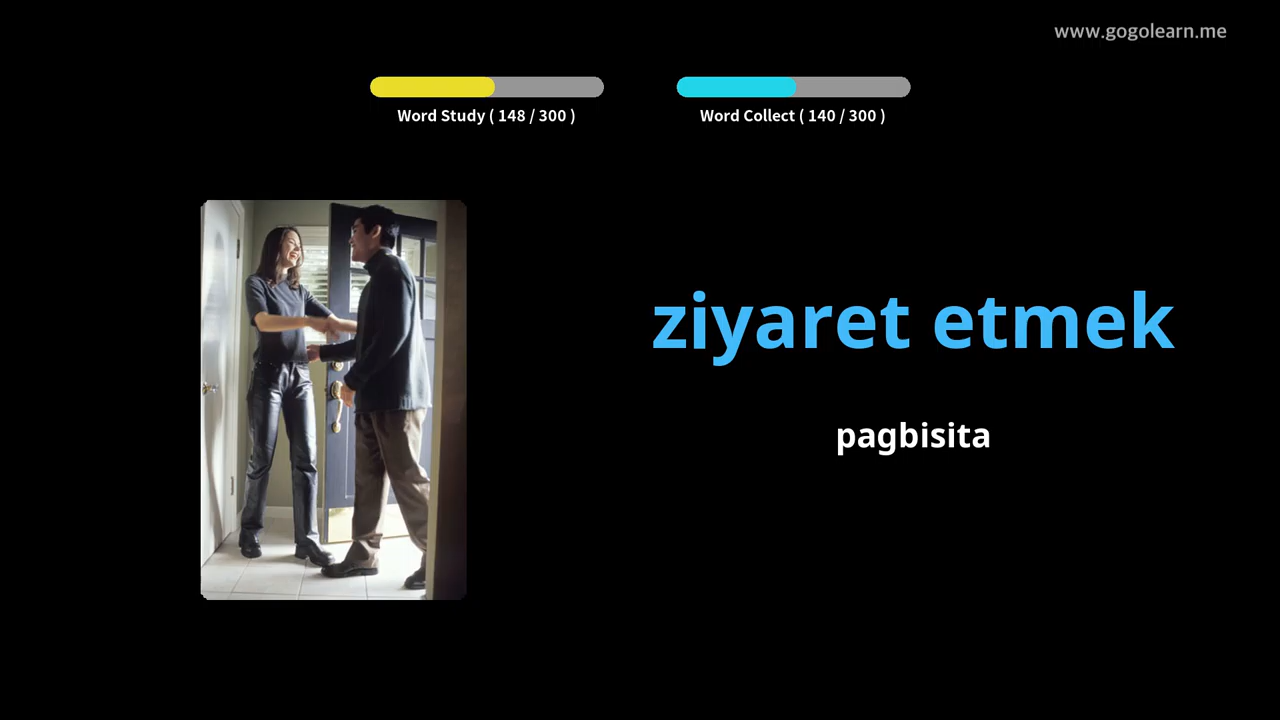 www.gogolearn.me
Word Study ( 148 / 300 )
Word Collect ( 140 / 300 )
ziyaret etmek
pagbisita